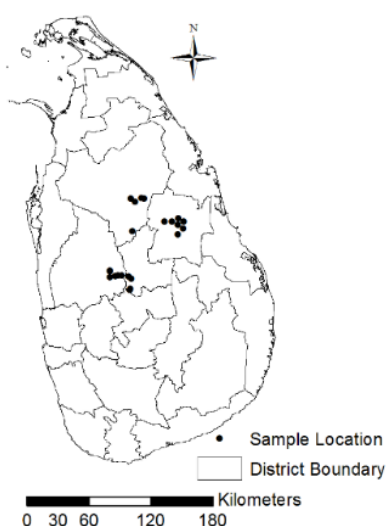 N
Sample Location
District Boundary
Kilometers
0 30 60 120 180